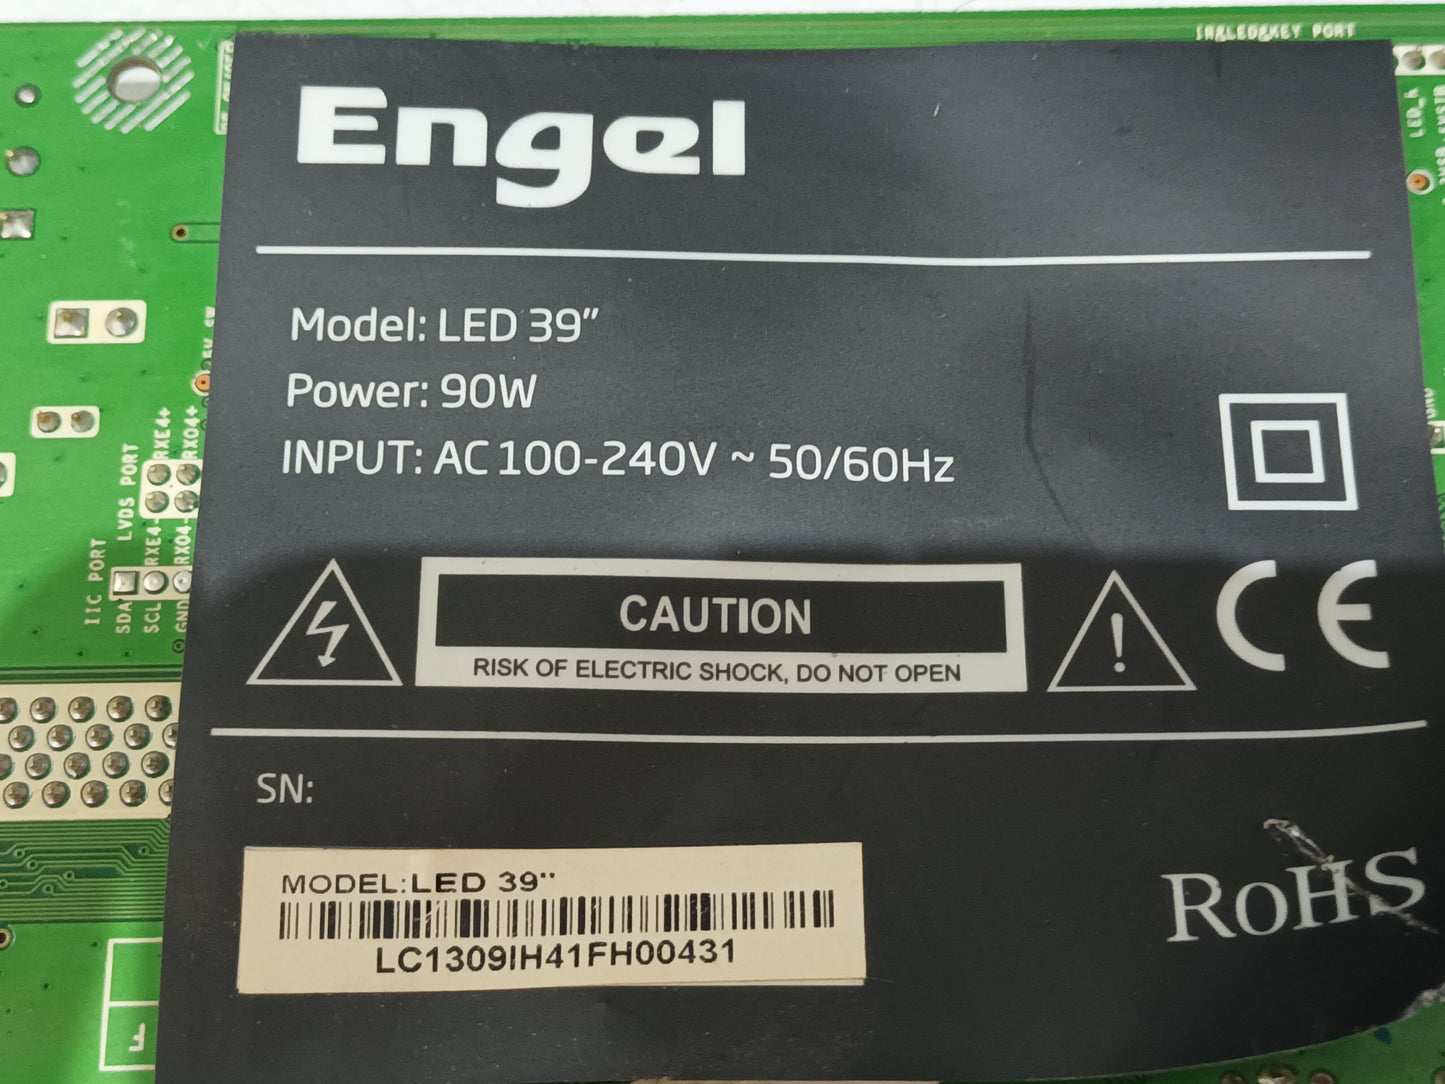 IR&LED&KEY PORT
Engel
LED_A
Model: LED 39"
Power: 90W
INPUT: AC 100-240V ~ 50/60Hz
RXE4+
RXO4+
LVDS PORT
RXE4-
RXO4-
IIC PORT
SDA
SCL
GND
GND
CAUTION
RISK OF ELECTRIC SHOCK, DO NOT OPEN
CE
SN:
MODEL:LED 39"
LC1309IH41FH00431
RoHS
F